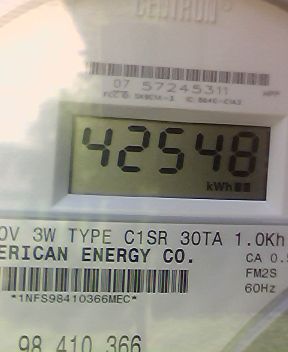 CENTRON
07 57245311
42548
kWh
0V 3W TYPE C1SR 30TA 1.0Kh
ERICAN ENERGY CO. CA 0.5
FM2S
*1NFS98410366MEC* 60Hz
98 410 366